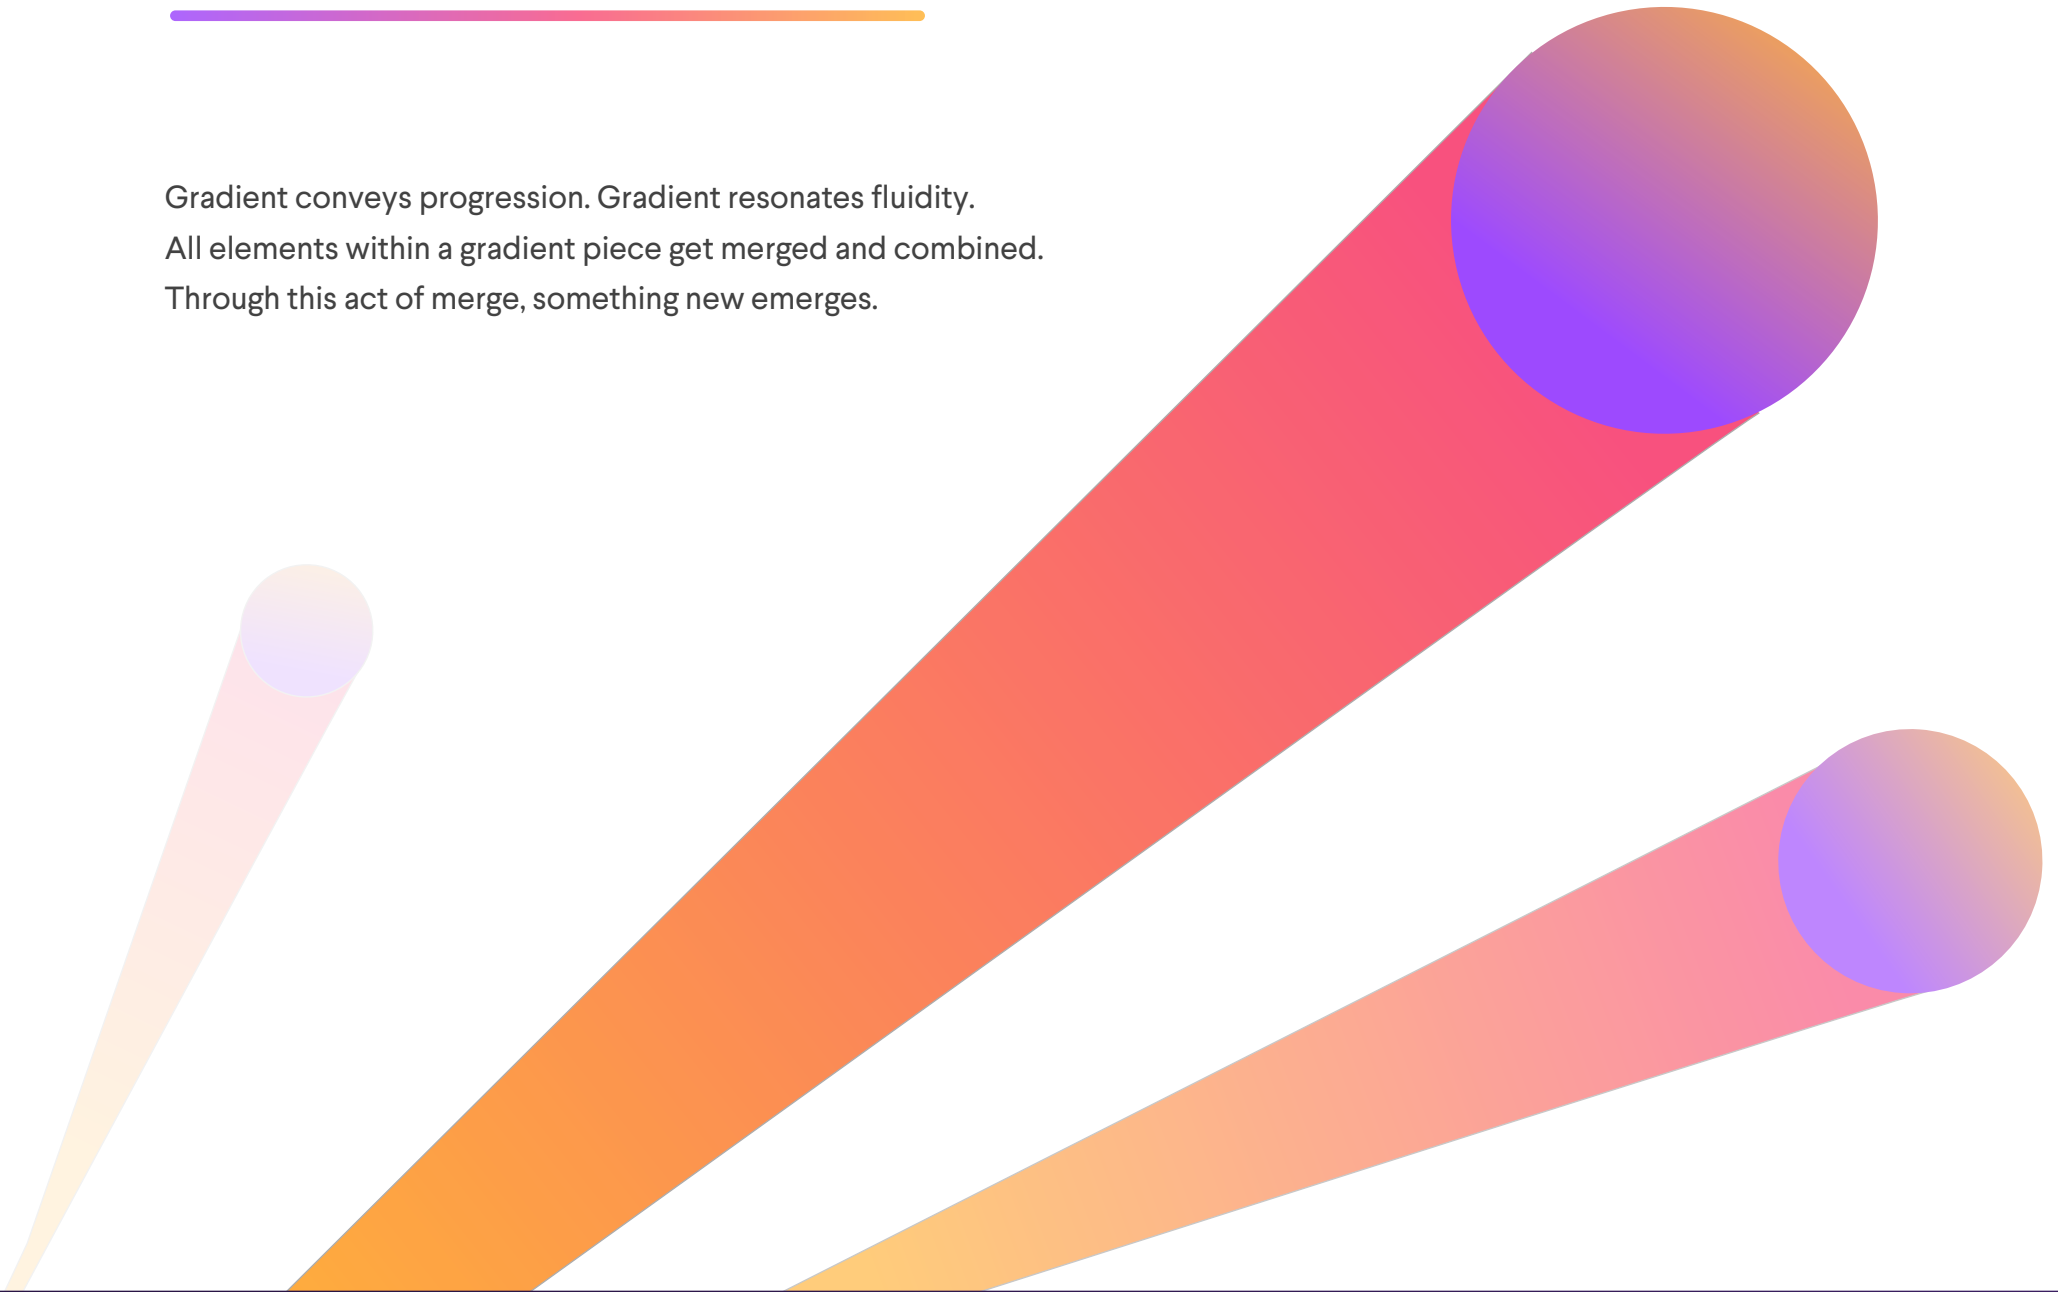 Gradient conveys progression. Gradient resonates fluidity.
All elements within a gradient piece get merged and combined.
Through this act of merge, something new emerges.